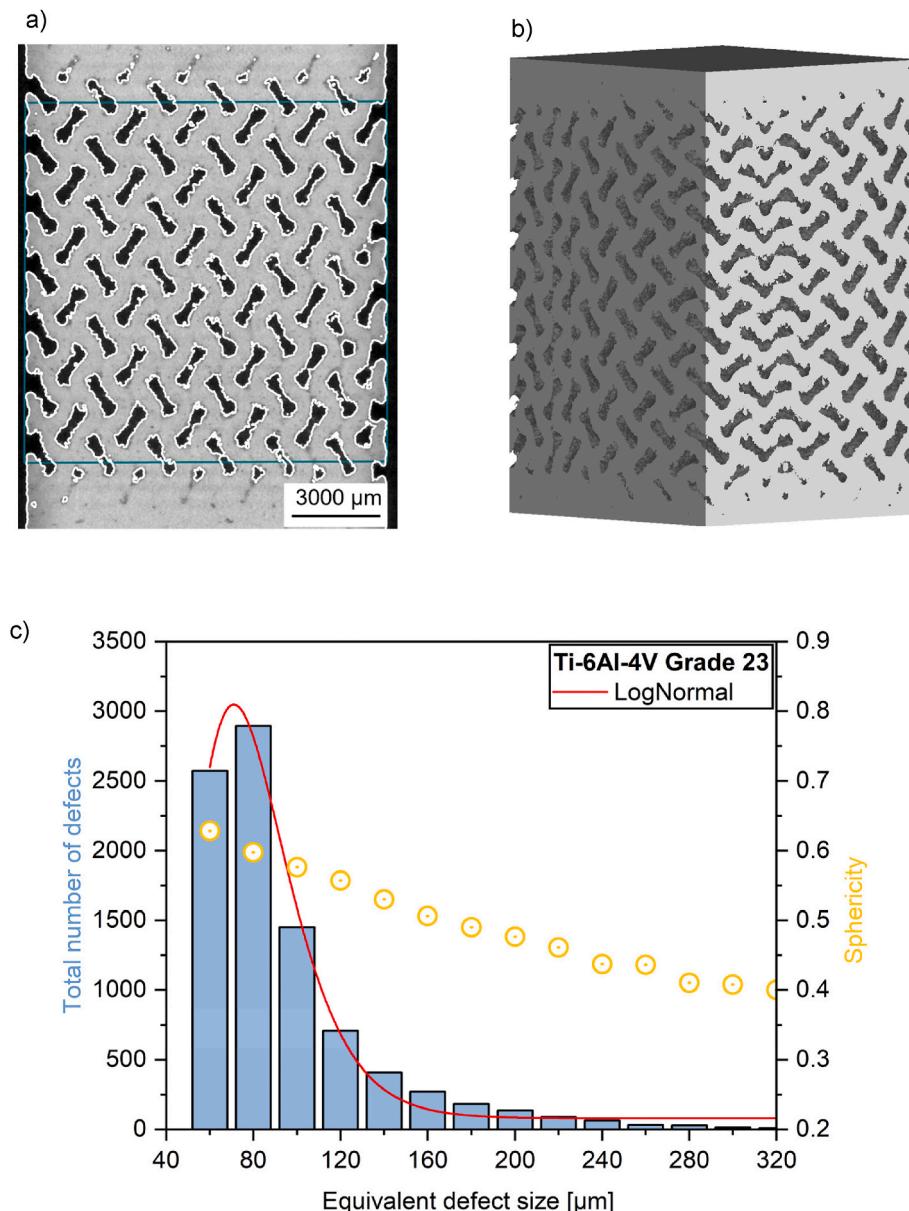 a)
b)
3000 µm
c)
Ti-6Al-4V Grade 23
LogNormal
Total number of defects
Sphericity
3500
3000
2500
2000
1500
1000
500
0
0.9
0.8
0.7
0.6
0.5
0.4
0.3
0.2
40 80 120 160 200 240 280 320
Equivalent defect size [µm]